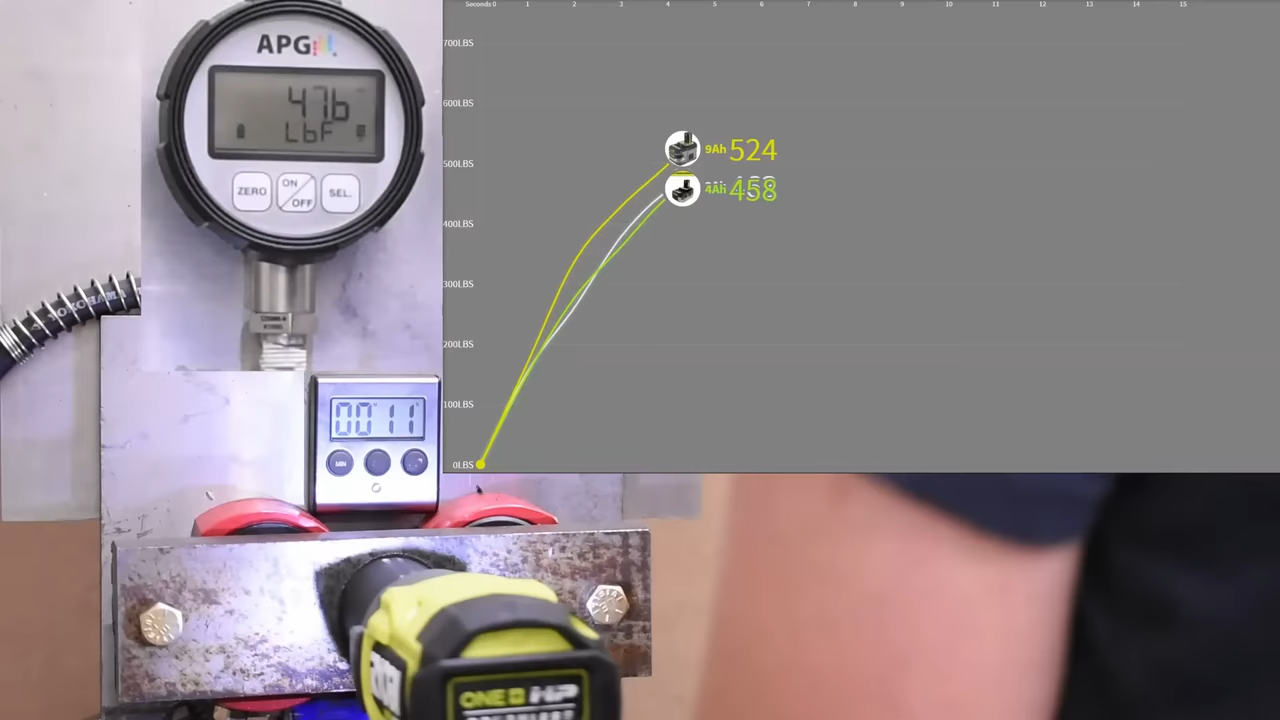 APG
476
LbF
ZERO
ON
OFF
SEL.
YOKOHAMA
00 11
MIN
Seconds 0 1 2 3 4 5 6 7 8 9 10 11 12 13 14 15
700LBS
600LBS
500LBS
400LBS
300LBS
200LBS
100LBS
0LBS
9Ah 524
4Ah 458
ONE+ HP